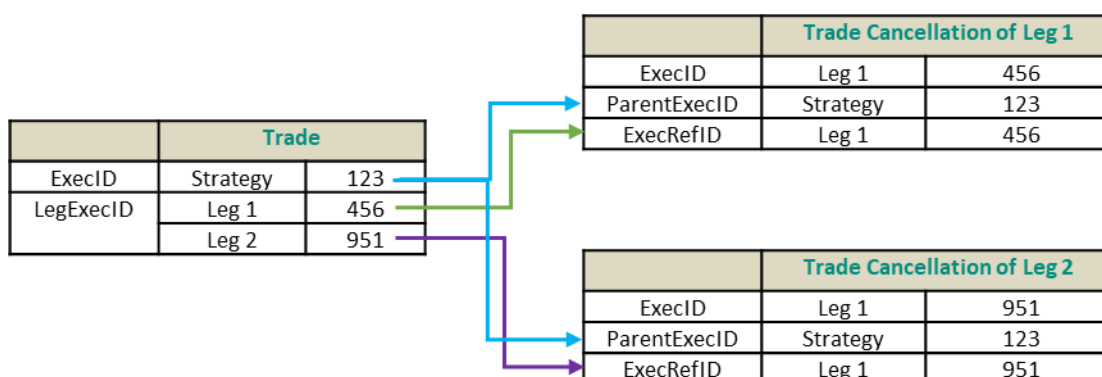 Trade Cancellation of Leg 1
ExecID Leg 1 456
ParentExecID Strategy 123
ExecRefID Leg 1 456
Trade
ExecID Strategy 123
LegExecID Leg 1 456
Leg 2 951
Trade Cancellation of Leg 2
ExecID Leg 1 951
ParentExecID Strategy 123
ExecRefID Leg 1 951